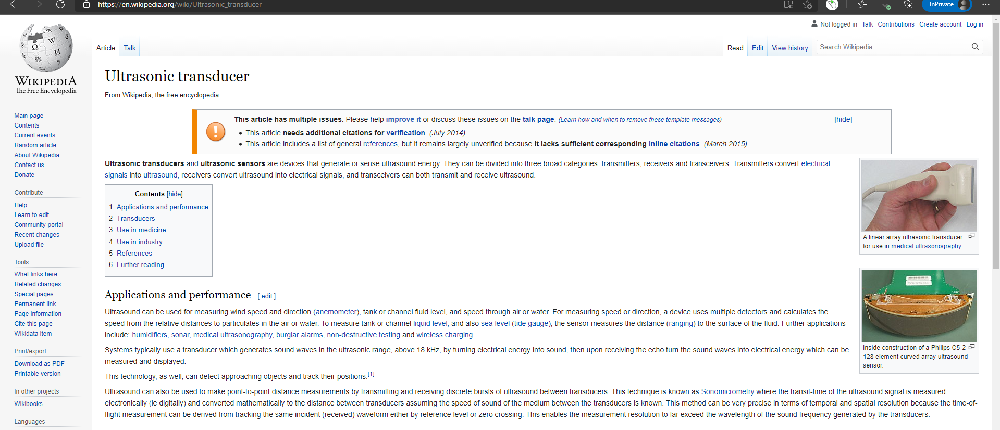 https://en.wikipedia.org/wiki/Ultrasonic_transducer
InPrivate
Not logged in Talk Contributions Create account Log in
Article Talk
Read Edit View history Search Wikipedia
WIKIPEDIA
The Free Encyclopedia
Main page
Contents
Current events
Random article
About Wikipedia
Contact us
Donate
Contribute
Help
Learn to edit
Community portal
Recent changes
Upload file
Tools
What links here
Related changes
Special pages
Permanent link
Page information
Cite this page
Wikidata item
Print/export
Download as PDF
Printable version
In other projects
Wikibooks
Languages
Ultrasonic transducer
From Wikipedia, the free encyclopedia
This article has multiple issues. Please help improve it or discuss these issues on the talk page. (Learn how and when to remove these template messages) [hide]
• This article needs additional citations for verification. (July 2014)
• This article includes a list of general references, but it remains largely unverified because it lacks sufficient corresponding inline citations. (March 2015)
Ultrasonic transducers and ultrasonic sensors are devices that generate or sense ultrasound energy. They can be divided into three broad categories: transmitters, receivers and transceivers. Transmitters convert electrical
signals into ultrasound, receivers convert ultrasound into electrical signals, and transceivers can both transmit and receive ultrasound.
Contents [hide]
1 Applications and performance
2 Transducers
3 Use in medicine
4 Use in industry
5 References
6 Further reading
A linear array ultrasonic transducer
for use in medical ultrasonography
Inside construction of a Philips C5-2
128 element curved array ultrasound
sensor.
Applications and performance [ edit ]
Ultrasound can be used for measuring wind speed and direction (anemometer), tank or channel fluid level, and speed through air or water. For measuring speed or direction, a device uses multiple detectors and calculates the
speed from the relative distances to particulates in the air or water. To measure tank or channel liquid level, and also sea level (tide gauge), the sensor measures the distance (ranging) to the surface of the fluid. Further applications
include: humidifiers, sonar, medical ultrasonography, burglar alarms, non-destructive testing and wireless charging.
Systems typically use a transducer which generates sound waves in the ultrasonic range, above 18 kHz, by turning electrical energy into sound, then upon receiving the echo turn the sound waves into electrical energy which can be
measured and displayed.
This technology, as well, can detect approaching objects and track their positions.[1]
Ultrasound can also be used to make point-to-point distance measurements by transmitting and receiving discrete bursts of ultrasound between transducers. This technique is known as Sonomicrometry where the transit-time of the ultrasound signal is measured
electronically (ie digitally) and converted mathematically to the distance between transducers assuming the speed of sound of the medium between the transducers is known. This method can be very precise in terms of temporal and spatial resolution because the time-of-
flight measurement can be derived from tracking the same incident (received) waveform either by reference level or zero crossing. This enables the measurement resolution to far exceed the wavelength of the sound frequency generated by the transducers.